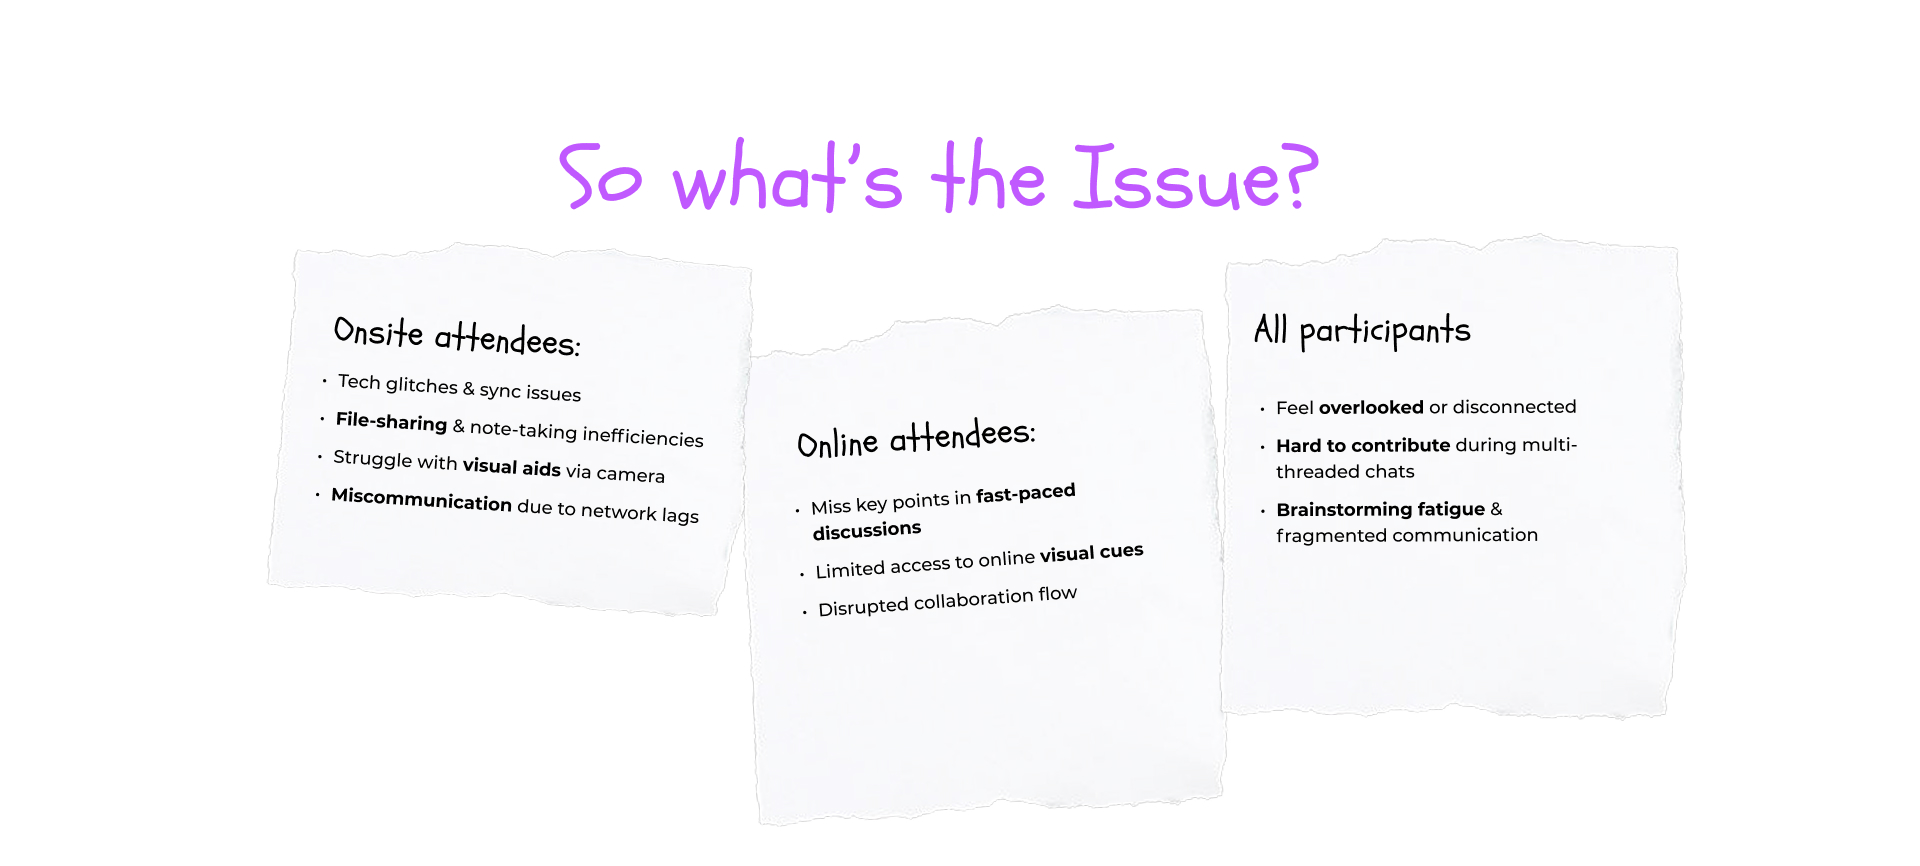 So what's the Issue?
Onsite attendees:
• Tech glitches & sync issues
• File-sharing & note-taking inefficiencies
• Struggle with visual aids via camera
• Miscommunication due to network lags
Online attendees:
• Miss key points in fast-paced
discussions
• Limited access to online visual cues
• Disrupted collaboration flow
All participants
• Feel overlooked or disconnected
• Hard to contribute during multi-
threaded chats
• Brainstorming fatigue &
fragmented communication